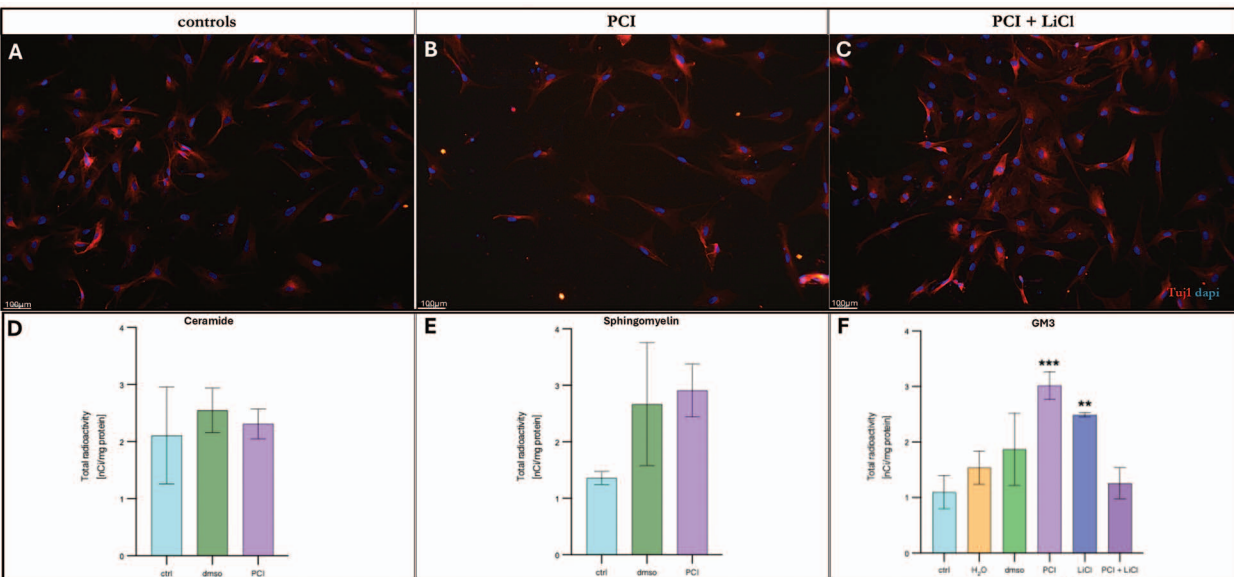 controls
PCI
PCI + LiCl
A
B
C
100µm
100µm
100µm
Tuj1 dapi
D
Ceramide
Total radioactivity
[nCi/mg protein]
4
3
2
1
0
ctrl
dmso
PCI
E
Sphingomyelin
Total radioactivity
[nCi/mg protein]
4
3
2
1
0
ctrl
dmso
PCI
F
GM3
Total radioactivity
[nCi/mg protein]
4
3
2
1
0
***
**
ctrl
H₂O
dmso
PCI
LiCl
PCI + LiCl